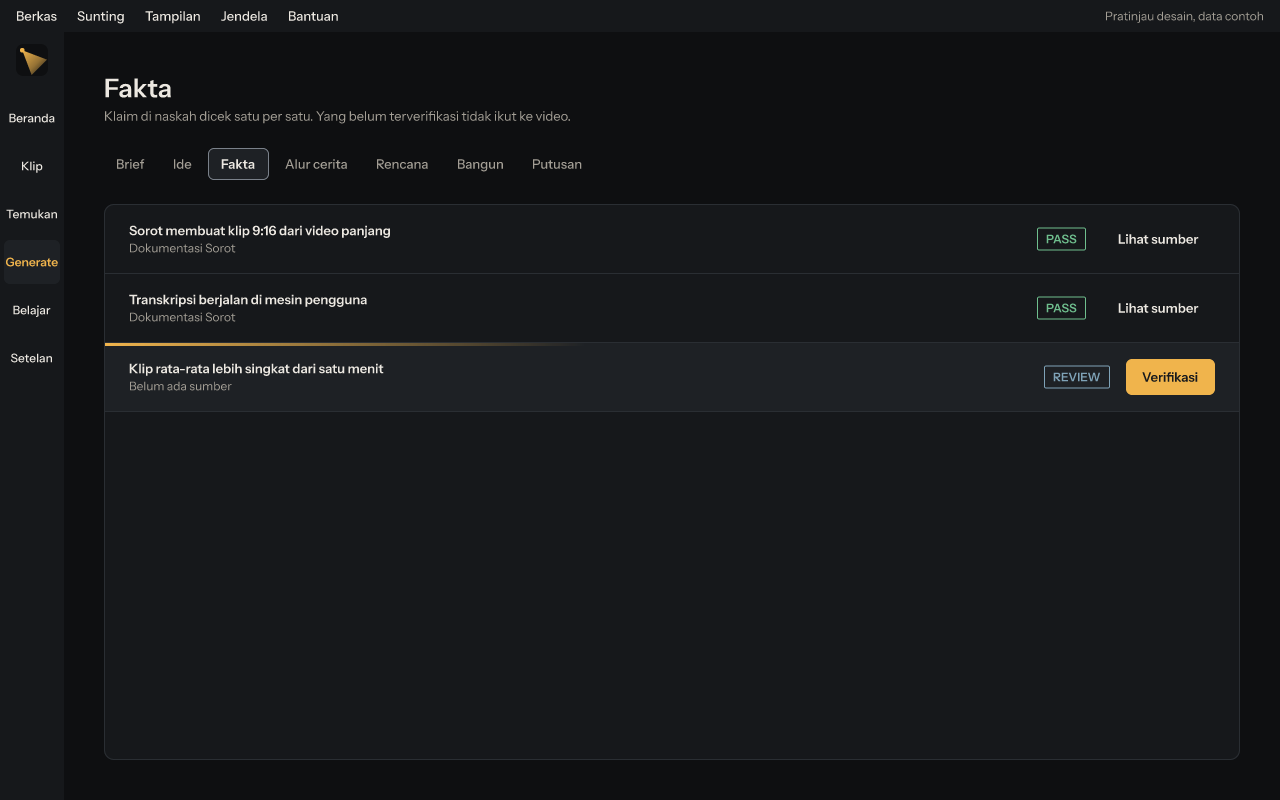 Berkas Sunting Tampilan Jendela Bantuan
Pratinjau desain, data contoh
Beranda
Klip
Temukan
Generate
Belajar
Setelan
Fakta
Klaim di naskah dicek satu per satu. Yang belum terverifikasi tidak ikut ke video.
Brief Ide Fakta Alur cerita Rencana Bangun Putusan
Sorot membuat klip 9:16 dari video panjang
Dokumentasi Sorot
PASS Lihat sumber
Transkripsi berjalan di mesin pengguna
Dokumentasi Sorot
PASS Lihat sumber
Klip rata-rata lebih singkat dari satu menit
Belum ada sumber
REVIEW Verifikasi